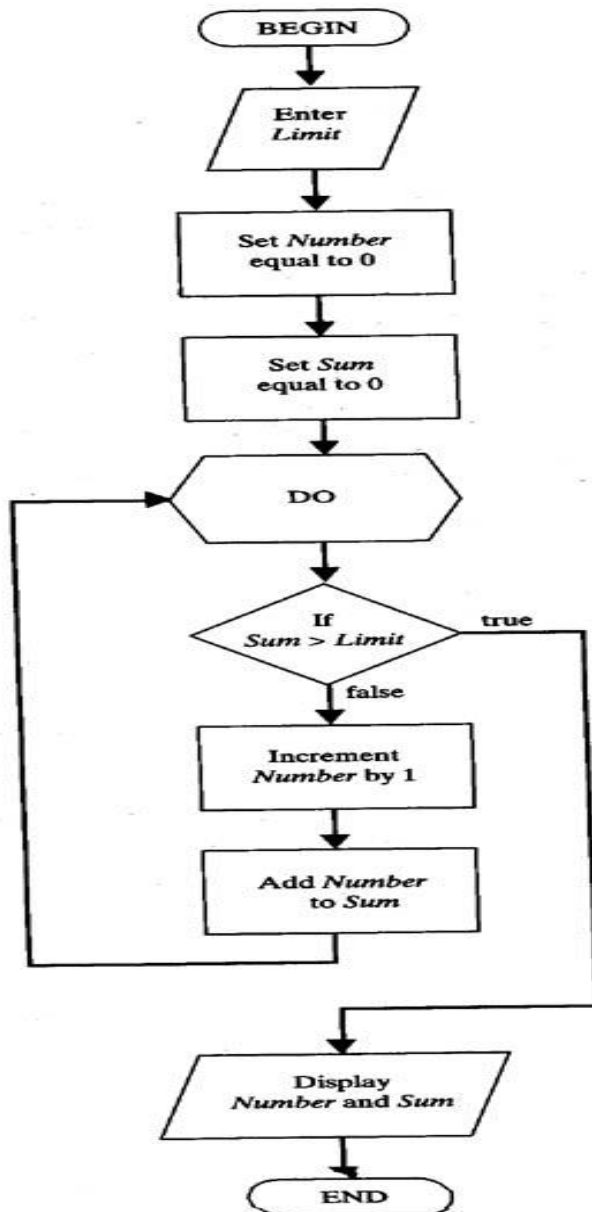 BEGIN
Enter
Limit
Set Number
equal to 0
Set Sum
equal to 0
DO
If
Sum > Limit
true
false
Increment
Number by 1
Add Number
to Sum
Display
Number and Sum
END